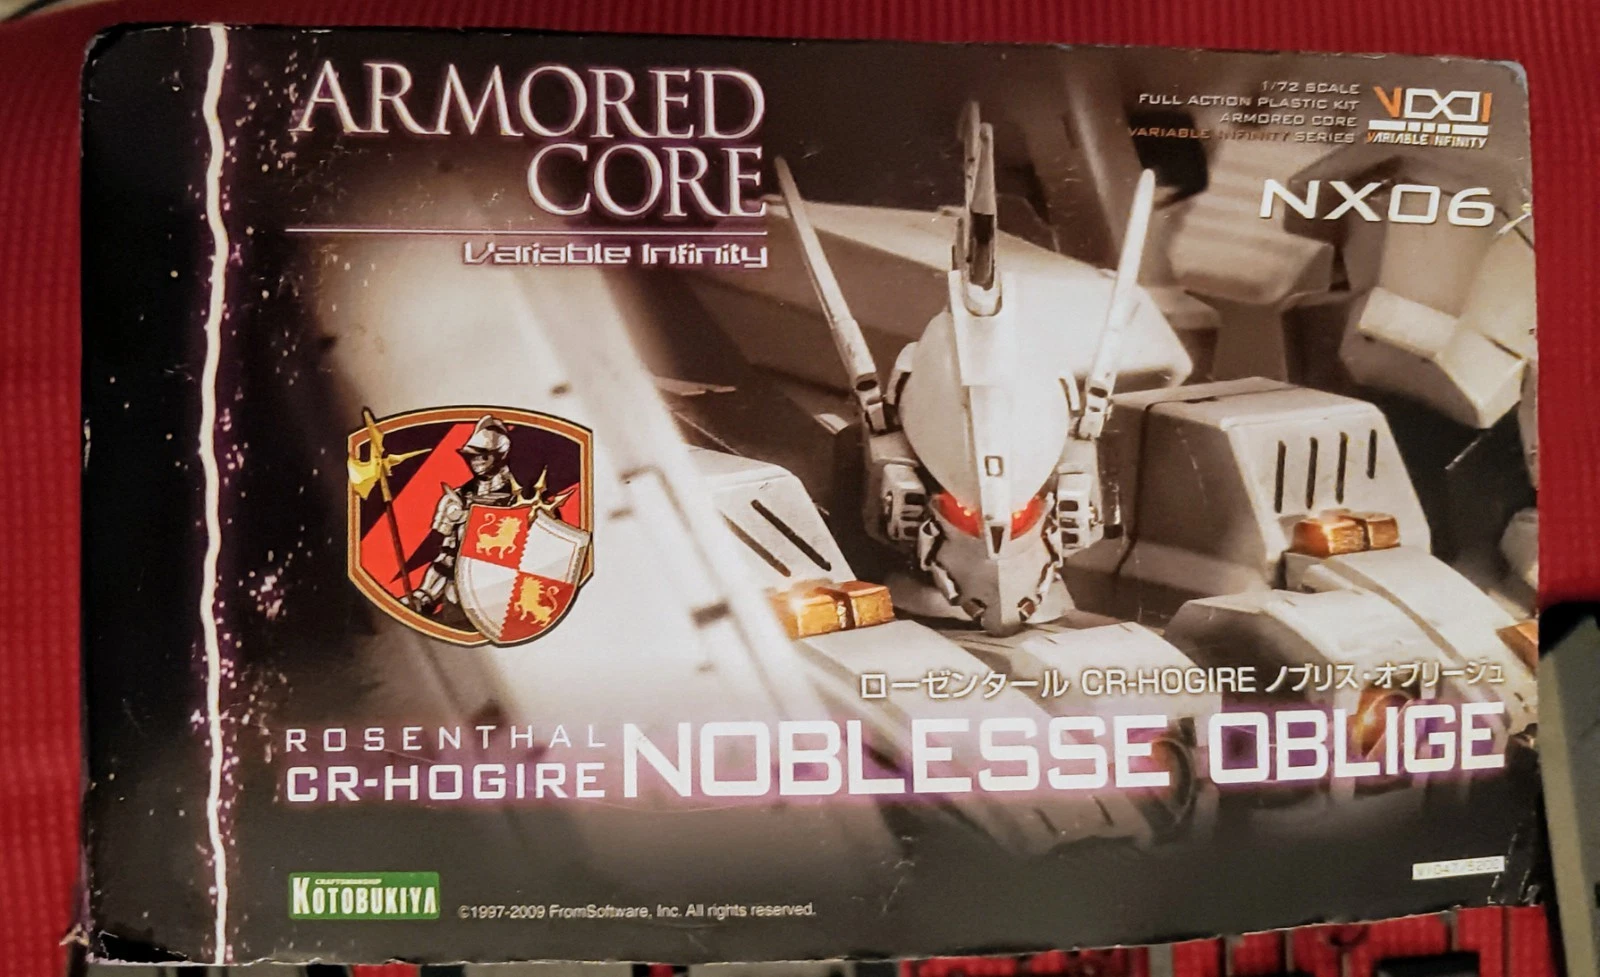 ARMORED
CORE
Variable Infinity
1/72 SCALE
FULL ACTION PLASTIC KIT
ARMORED CORE
VARIABLE INFINITY SERIES
VARIABLE INFINITY
NX06
ローゼンタール CR-HOGIRE ノブリス・オブリージュ
ROSENTHAL
CR-HOGIRE NOBLESSE OBLIGE
CRAFTSMANSHIP
KOTOBUKIYA
©1997-2009 FromSoftware, Inc. All rights reserved.